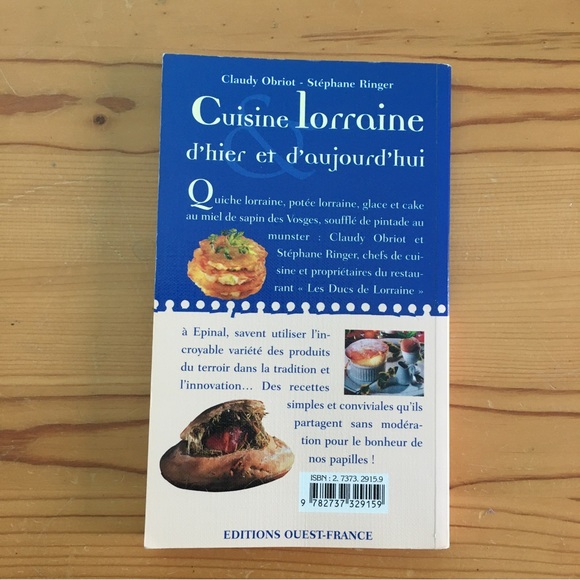 Claudy Obriot - Stéphane Ringer
Cuisine lorraine
&
d'hier et d'aujourd'hui
Quiche lorraine, potée lorraine, glace et cake
au miel de sapin des Vosges, soufflé de pintade au
munster : Claudy Obriot et
Stéphane Ringer, chefs de cui-
sine et propriétaires du restau-
rant « Les Ducs de Lorraine »
à Epinal, savent utiliser l'in-
croyable variété des produits
du terroir dans la tradition et
l'innovation... Des recettes
simples et conviviales qu'ils
partagent sans modéra-
tion pour le bonheur de
nos papilles !
ISBN : 2. 7373. 2915.9
9 782737 329159
EDITIONS OUEST-FRANCE